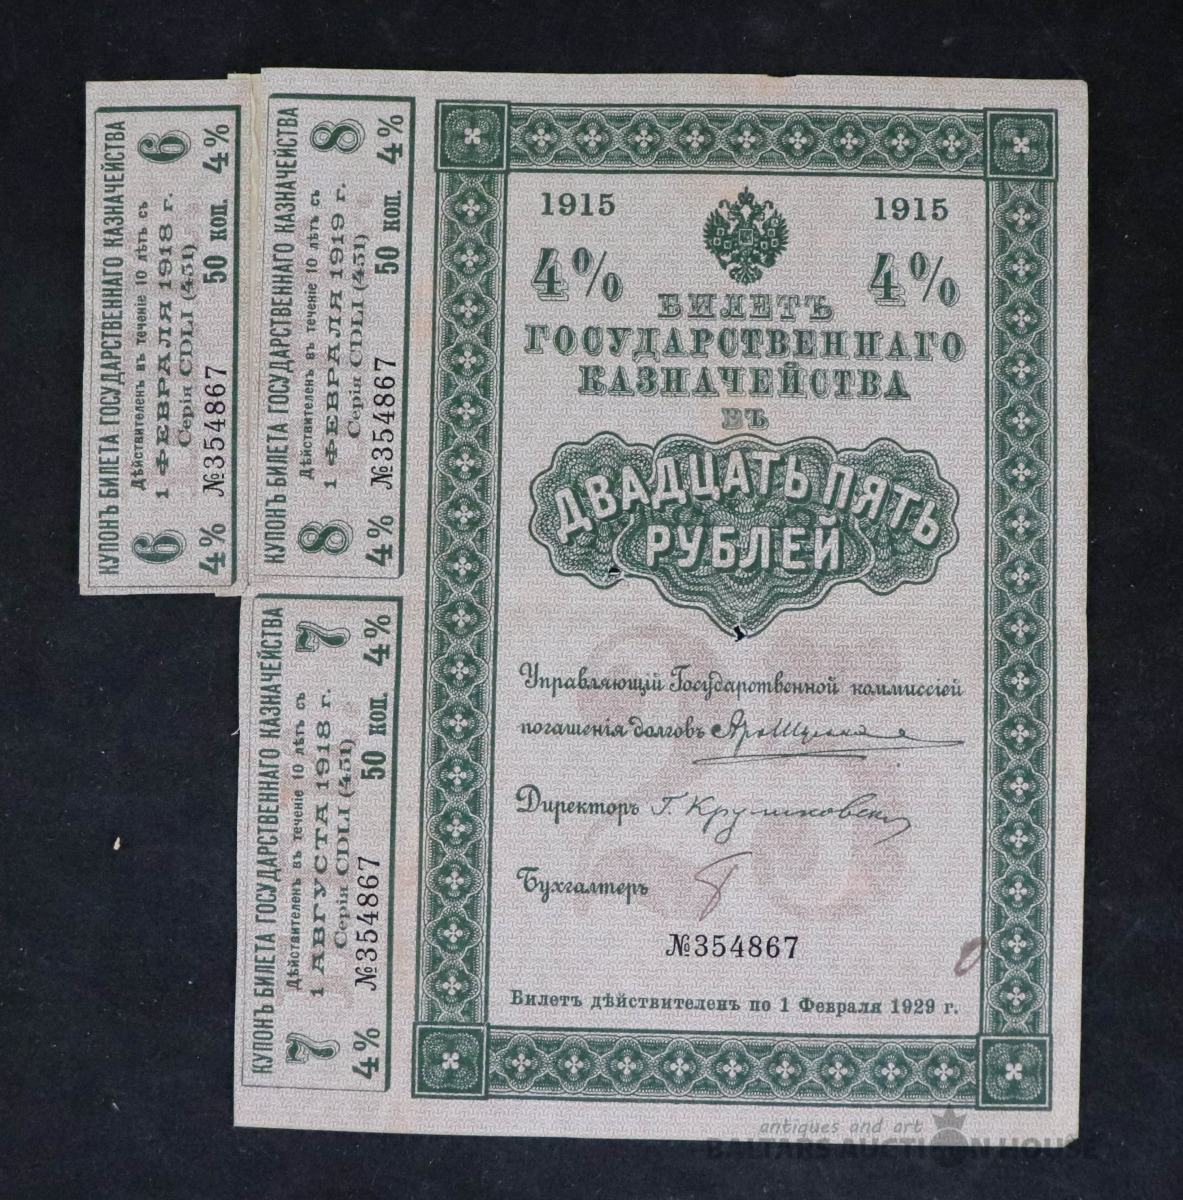 КУПОНЪ БИЛЕТА ГОСУДАРСТВЕННАГО КАЗНАЧЕЙСТВА
6 Дѣйствителенъ въ теченіе 10 лѣтъ съ 6
1 ФЕВРАЛЯ 1918 г.
Серія CDLI (451)
4% №354867 50 коп. 4%
КУПОНЪ БИЛЕТА ГОСУДАРСТВЕННАГО КАЗНАЧЕЙСТВА
8 Дѣйствителенъ въ теченіе 10 лѣтъ съ 8
1 ФЕВРАЛЯ 1919 г.
Серія CDLI (451)
4% №354867 50 коп. 4%
КУПОНЪ БИЛЕТА ГОСУДАРСТВЕННАГО КАЗНАЧЕЙСТВА
7 Дѣйствителенъ въ теченіе 10 лѣтъ съ 7
1 АВГУСТА 1918 г.
Серія CDLI (451)
4% №354867 50 коп. 4%
1915 1915
4% 4%
БИЛЕТЪ
ГОСУДАРСТВЕННАГО
КАЗНАЧЕЙСТВА
ВЪ
ДВАДЦАТЬ ПЯТЬ
РУБЛЕЙ
25
Управляющій Государственной коммиссіей
погашенія долговъ
Директоръ
Бухгалтеръ
№354867
Билетъ дѣйствителенъ по 1 Февраля 1929 г.
antiques and art
BALTARS AUCTION HOUSE